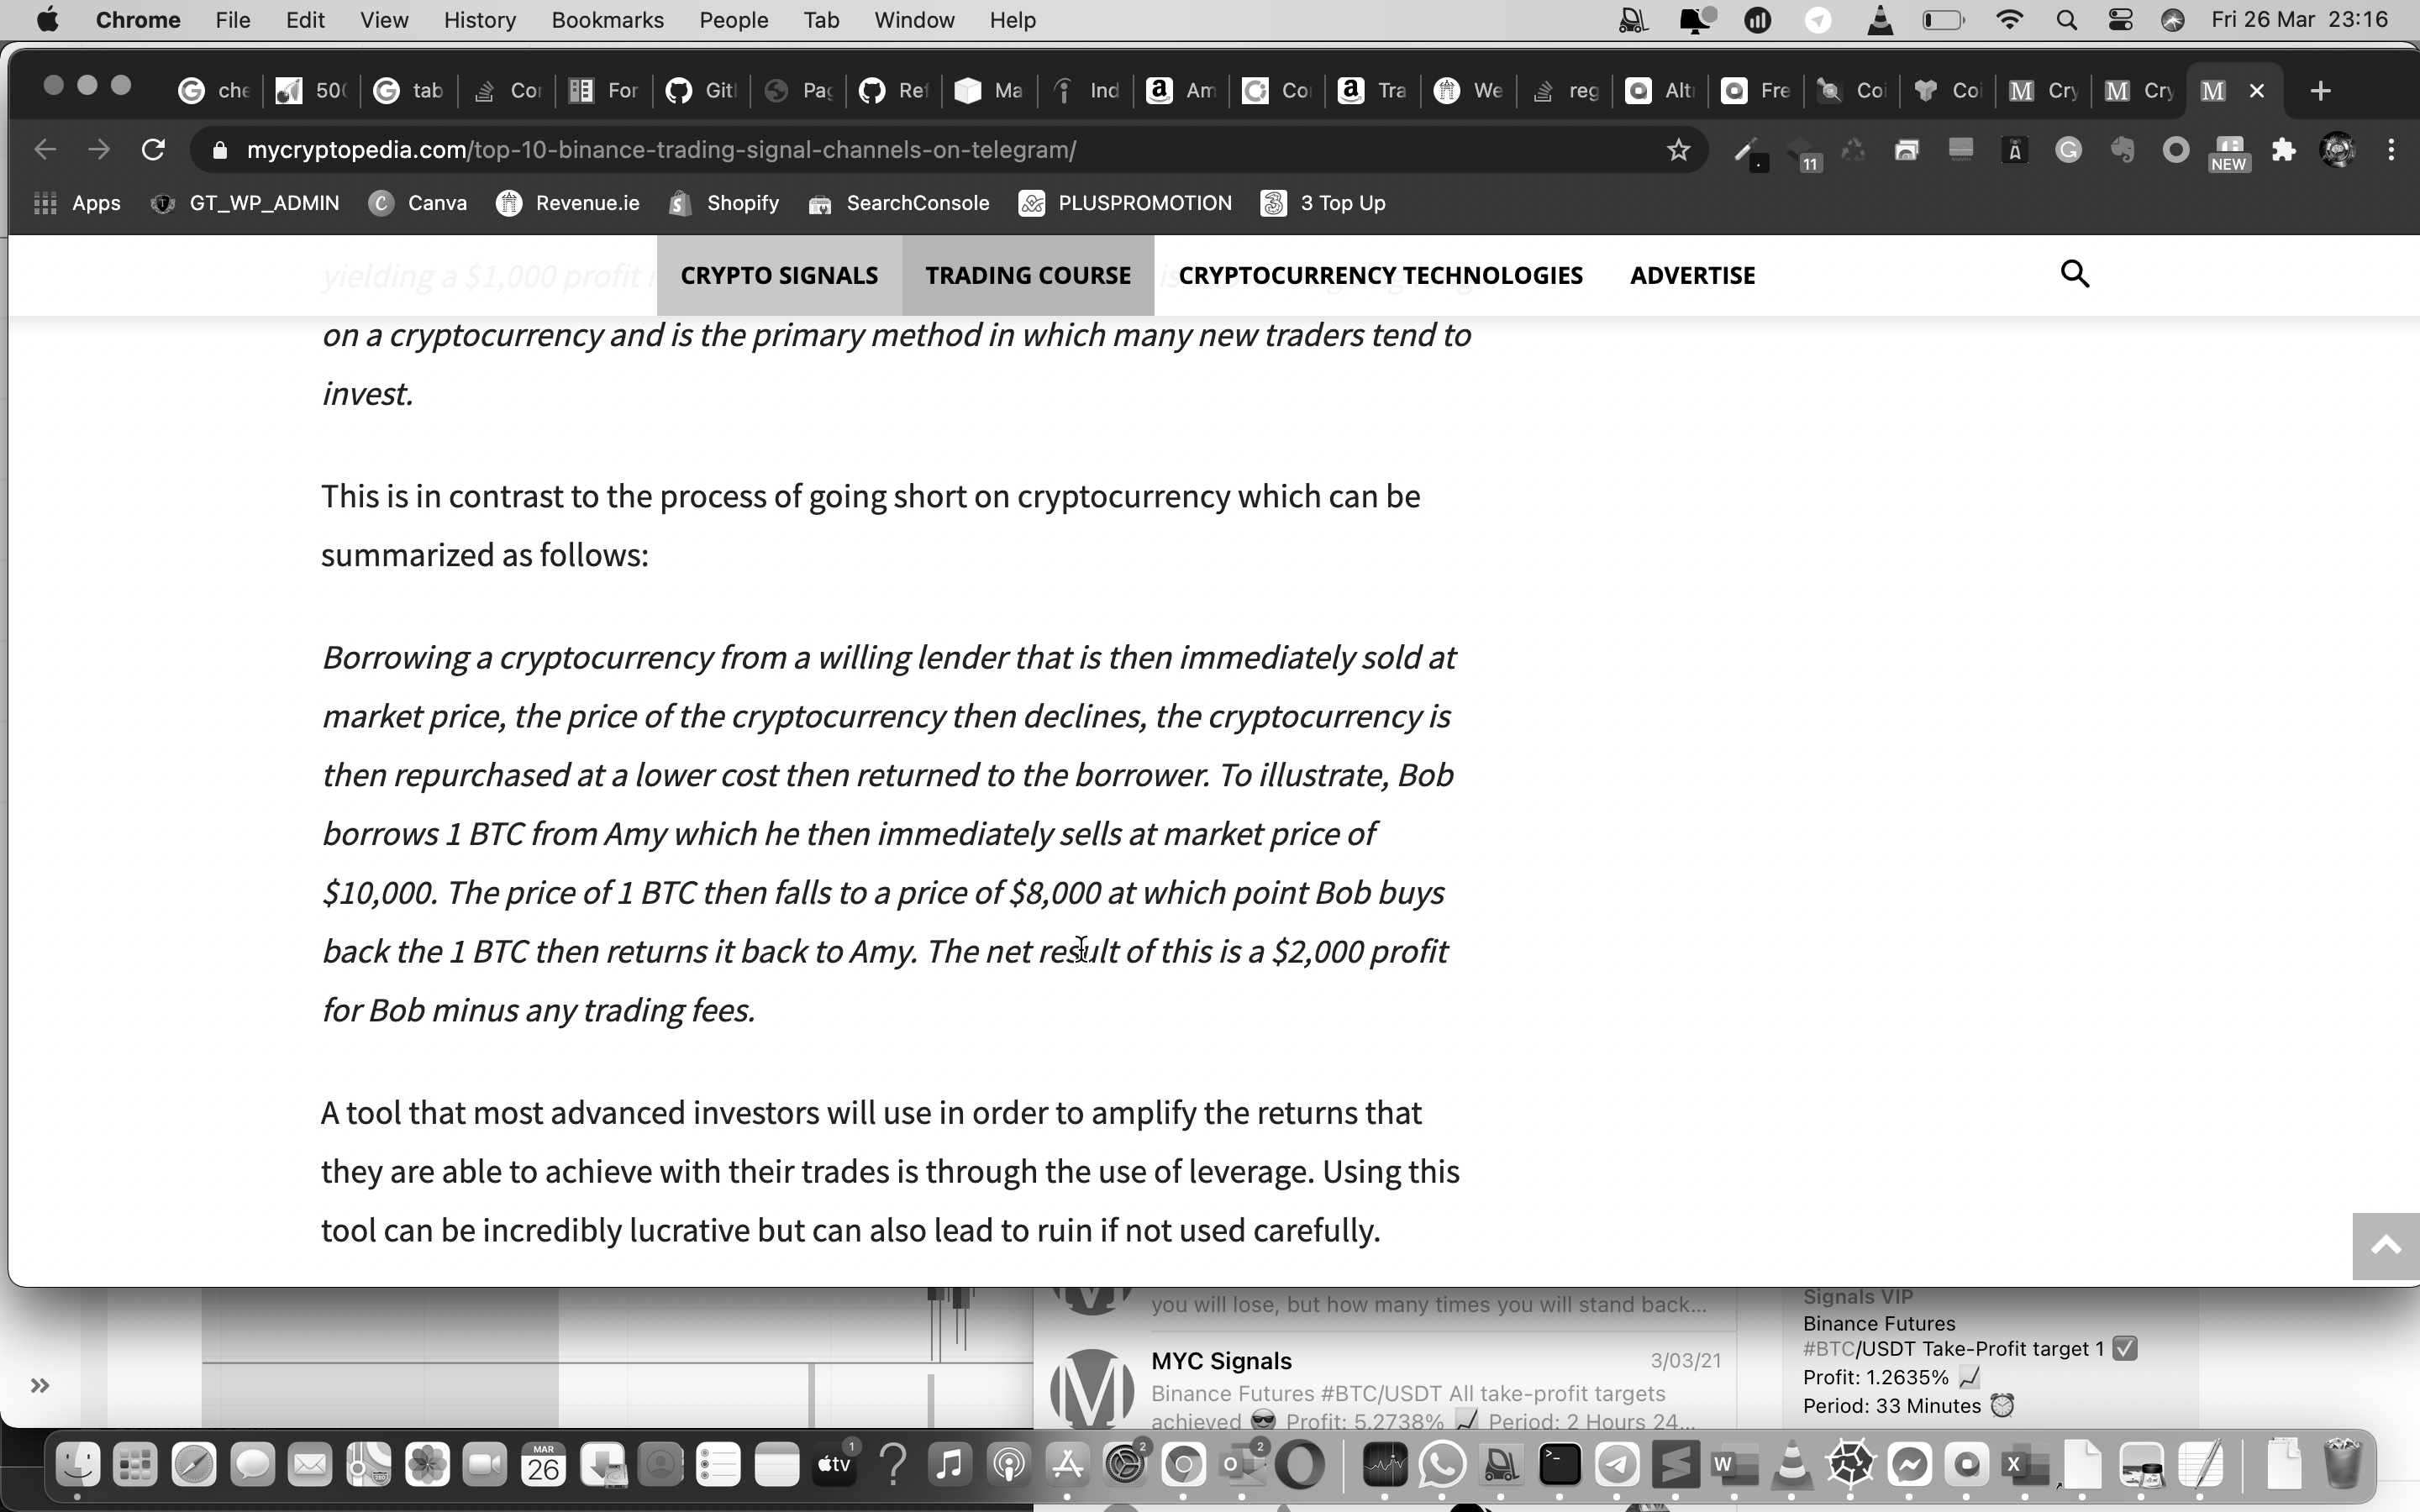 Chrome File Edit View History Bookmarks People Tab Window Help Fri 26 Mar 23:16
che 50 tab Cor For Git Pag Ref Ma Ind Am Co Tra We reg Alt Fre Coi Coi Cry Cry
mycryptopedia.com/top-10-binance-trading-signal-channels-on-telegram/
11 NEW
Apps GT_WP_ADMIN Canva Revenue.ie Shopify SearchConsole PLUSPROMOTION 3 Top Up
CRYPTO SIGNALS TRADING COURSE CRYPTOCURRENCY TECHNOLOGIES ADVERTISE
yielding a $1,000 profit
on a cryptocurrency and is the primary method in which many new traders tend to
invest.
This is in contrast to the process of going short on cryptocurrency which can be
summarized as follows:
Borrowing a cryptocurrency from a willing lender that is then immediately sold at
market price, the price of the cryptocurrency then declines, the cryptocurrency is
then repurchased at a lower cost then returned to the borrower. To illustrate, Bob
borrows 1 BTC from Amy which he then immediately sells at market price of
$10,000. The price of 1 BTC then falls to a price of $8,000 at which point Bob buys
back the 1 BTC then returns it back to Amy. The net result of this is a $2,000 profit
for Bob minus any trading fees.
A tool that most advanced investors will use in order to amplify the returns that
they are able to achieve with their trades is through the use of leverage. Using this
tool can be incredibly lucrative but can also lead to ruin if not used carefully.
you will lose, but how many times you will stand back...
MYC Signals 3/03/21
Binance Futures #BTC/USDT All take-profit targets
achieved 😎 Profit: 5.2738% 📈 Period: 2 Hours 24...
Signals VIP
Binance Futures
#BTC/USDT Take-Profit target 1 ☑️
Profit: 1.2635% 📈
Period: 33 Minutes ⏰
MAR
26
1
tv
2
2